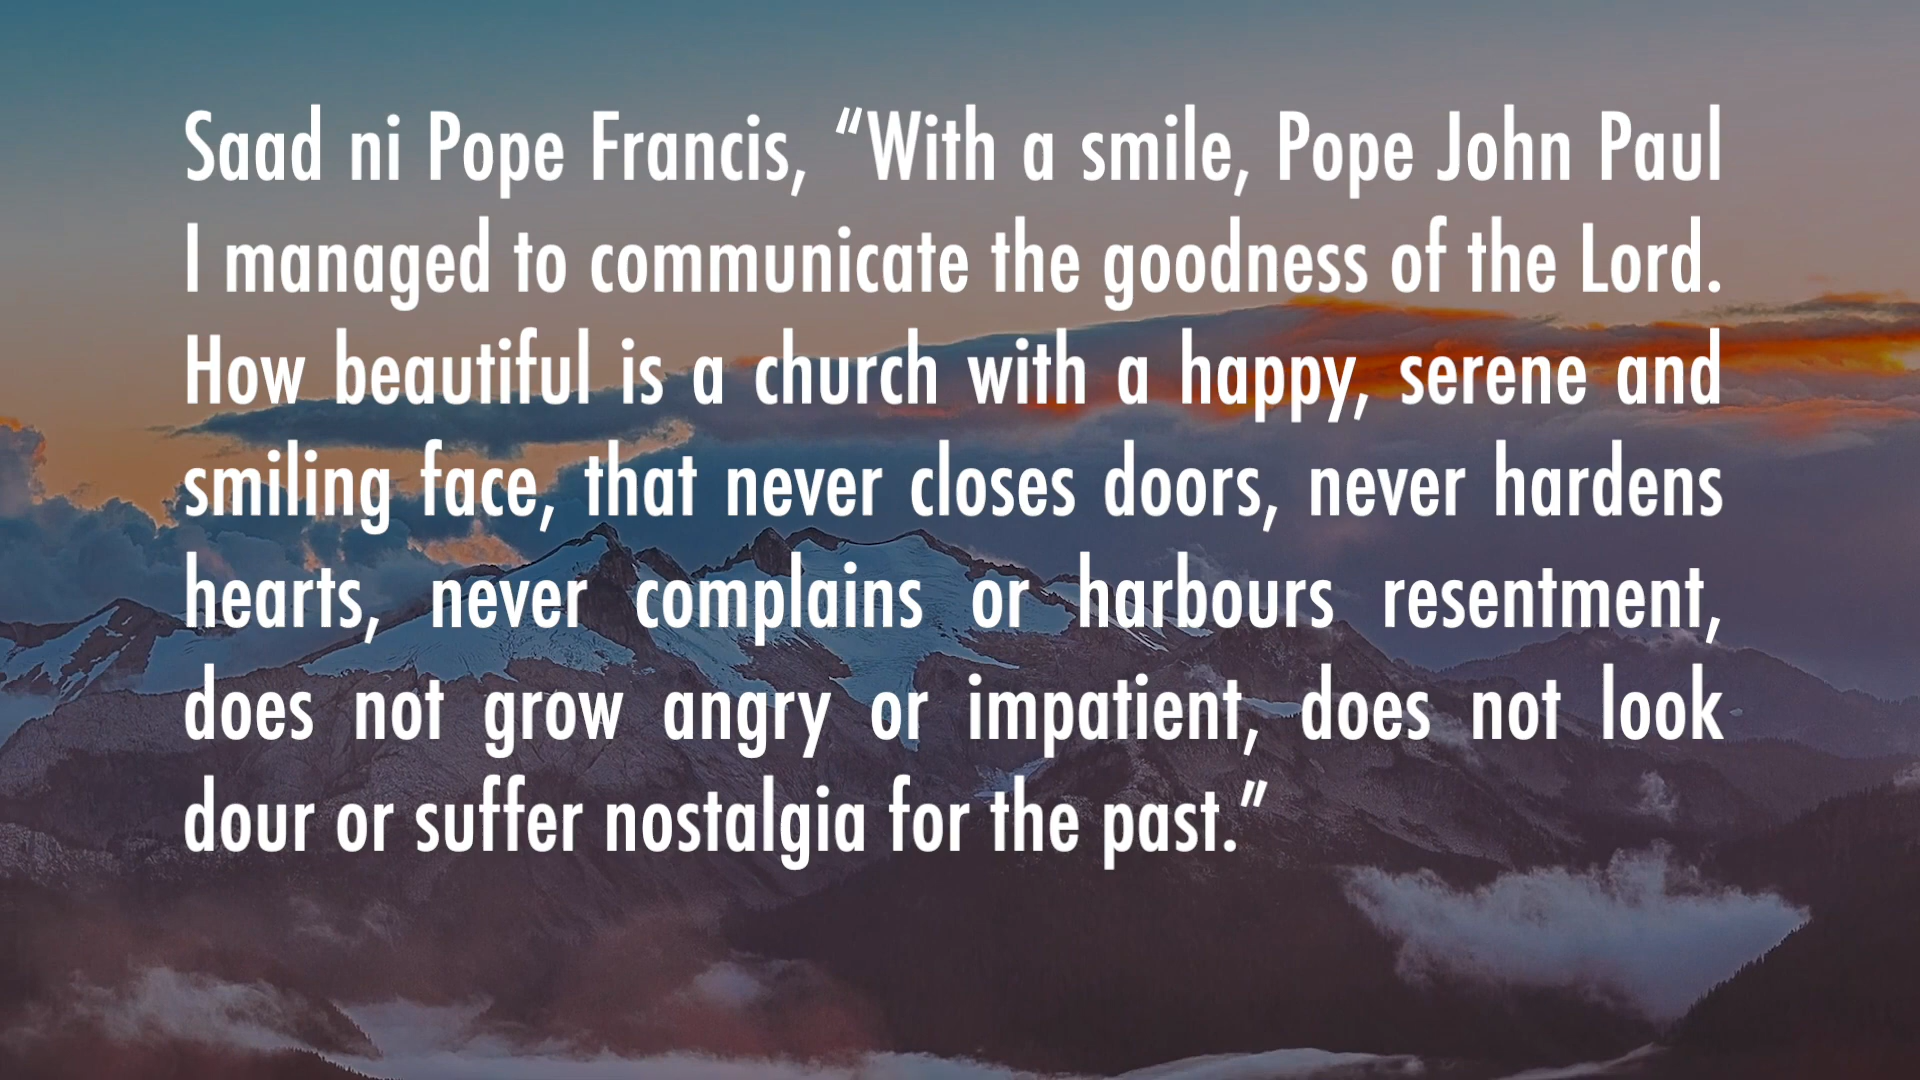 Saad ni Pope Francis, “With a smile, Pope John Paul
I managed to communicate the goodness of the Lord.
How beautiful is a church with a happy, serene and
smiling face, that never closes doors, never hardens
hearts, never complains or harbours resentment,
does not grow angry or impatient, does not look
dour or suffer nostalgia for the past.”